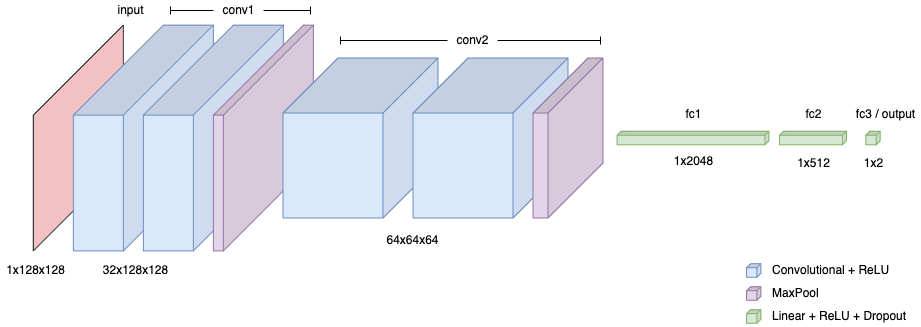 input
conv1
conv2
fc1
fc2
fc3 / output
1x2048
1x512
1x2
64x64x64
1x128x128
32x128x128
Convolutional + ReLU
MaxPool
Linear + ReLU + Dropout